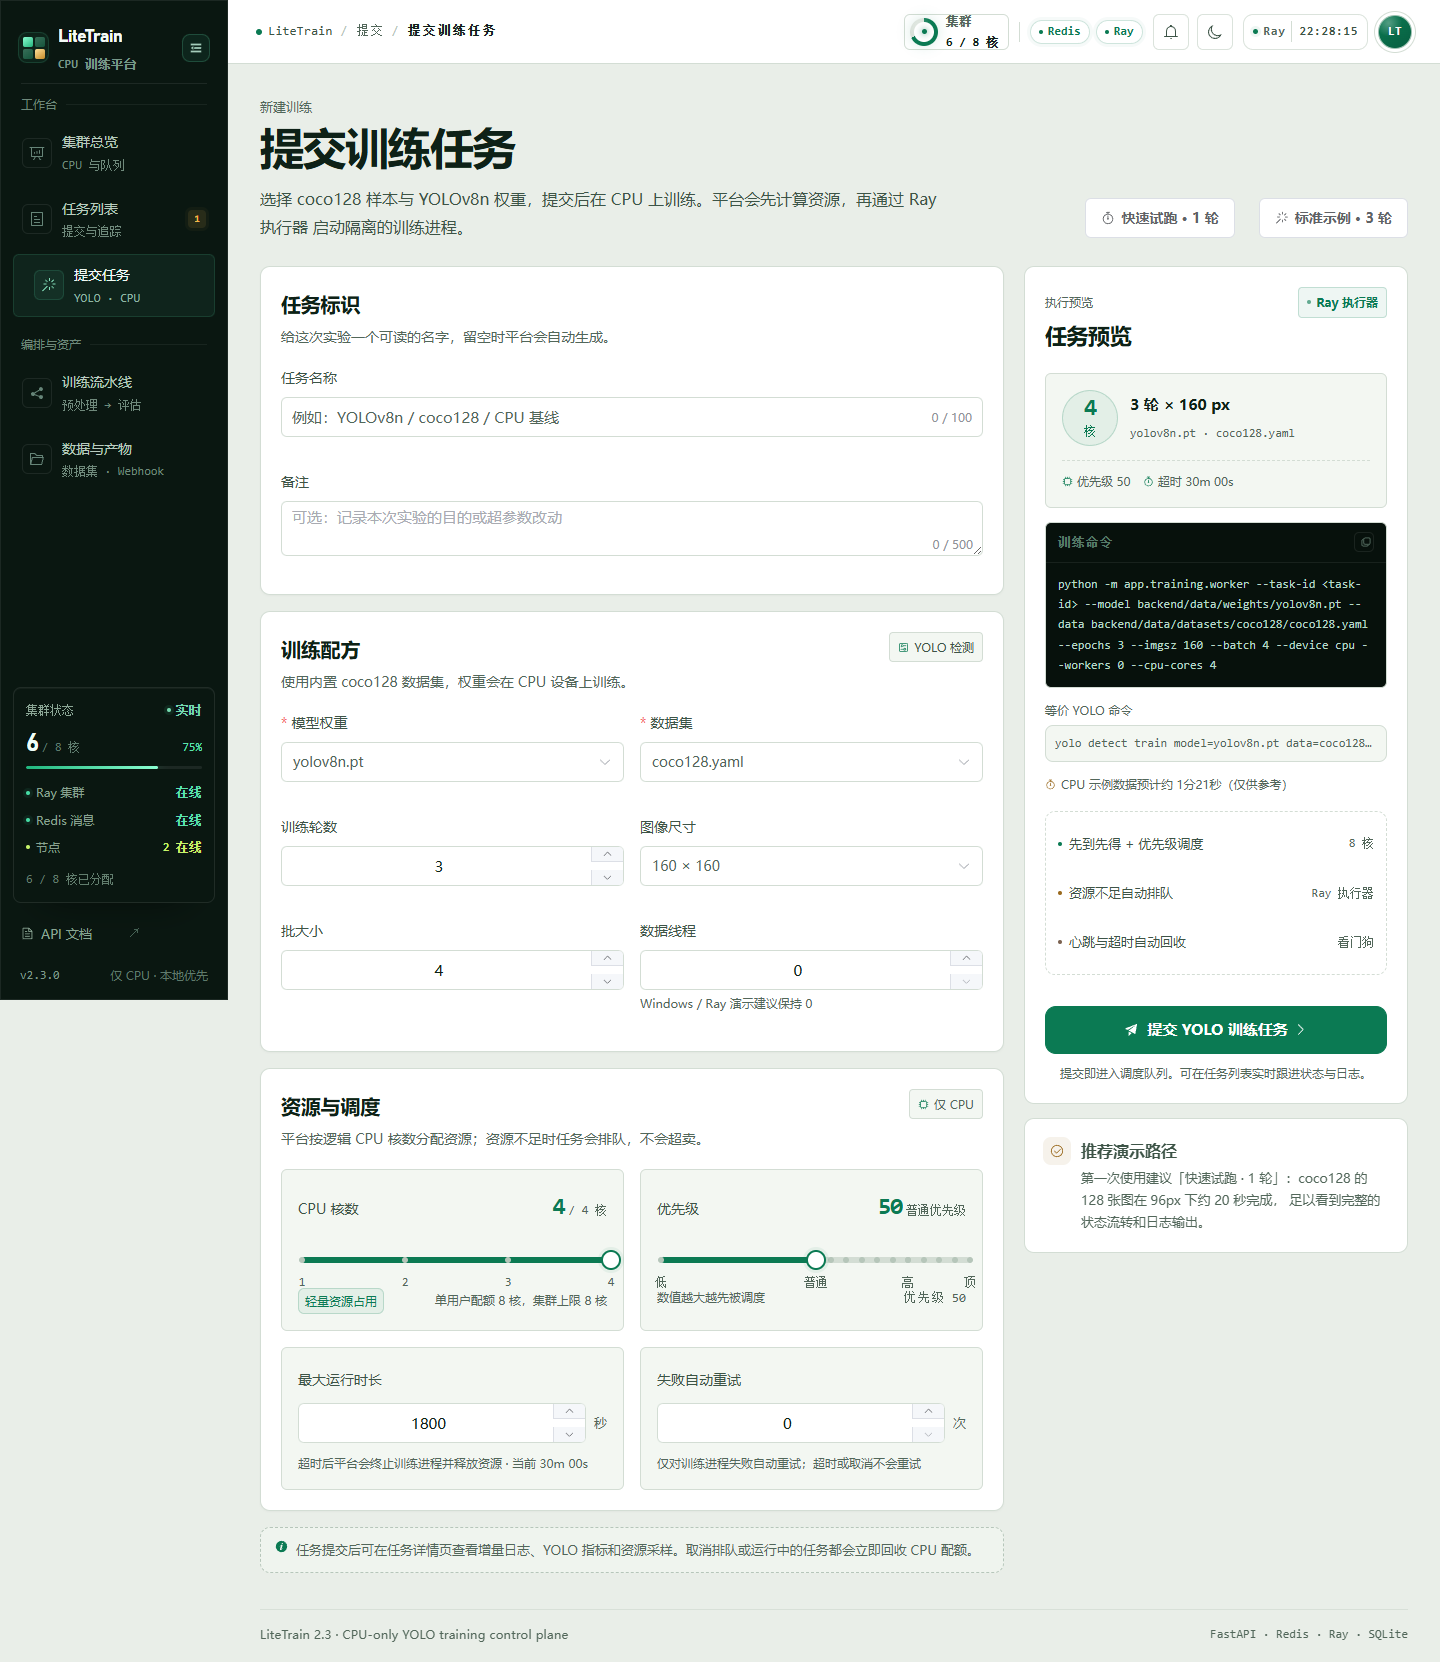 LiteTrain
CPU 训练平台
工作台
集群总览
CPU 与队列
任务列表
提交与追踪
1
提交任务
YOLO · CPU
编排与资产
训练流水线
预处理 → 评估
数据与产物
数据集 · Webhook
集群状态
实时
6 / 8 核
75%
Ray 集群
在线
Redis 消息
在线
节点
2 在线
6 / 8 核已分配
API 文档
v2.3.0
仅 CPU · 本地优先
LiteTrain / 提交 / 提交训练任务
集群
6 / 8 核
Redis
Ray
Ray
22:28:15
LT
新建训练
提交训练任务
选择 coco128 样本与 YOLOv8n 权重，提交后在 CPU 上训练。平台会先计算资源，再通过 Ray
执行器 启动隔离的训练进程。
快速试跑 • 1 轮
标准示例 • 3 轮
任务标识
给这次实验一个可读的名字，留空时平台会自动生成。
任务名称
例如：YOLOv8n / coco128 / CPU 基线
0 / 100
备注
可选：记录本次实验的目的或超参数改动
0 / 500
训练配方
YOLO 检测
使用内置 coco128 数据集，权重会在 CPU 设备上训练。
* 模型权重
* 数据集
yolov8n.pt
coco128.yaml
训练轮数
图像尺寸
3
160 × 160
批大小
数据线程
4
0
Windows / Ray 演示建议保持 0
资源与调度
仅 CPU
平台按逻辑 CPU 核数分配资源；资源不足时任务会排队，不会超卖。
CPU 核数
4 / 4 核
1 2 3 4
轻量资源占用
单用户配额 8 核，集群上限 8 核
优先级
50 普通优先级
低 普通 高 顶
数值越大越先被调度
优先级 50
最大运行时长
1800 秒
超时后平台会终止训练进程并释放资源 · 当前 30m 00s
失败自动重试
0 次
仅对训练进程失败自动重试；超时或取消不会重试
任务提交后可在任务详情页查看增量日志、YOLO 指标和资源采样。取消排队或运行中的任务都会立即回收 CPU 配额。
执行预览
任务预览
Ray 执行器
4
核
3 轮 × 160 px
yolov8n.pt · coco128.yaml
优先级 50
超时 30m 00s
训练命令
python -m app.training.worker --task-id <task-
id> --model backend/data/weights/yolov8n.pt --
data backend/data/datasets/coco128/coco128.yaml
--epochs 3 --imgsz 160 --batch 4 --device cpu -
-workers 0 --cpu-cores 4
等价 YOLO 命令
yolo detect train model=yolov8n.pt data=coco128…
CPU 示例数据预计约 1分21秒（仅供参考）
先到先得 + 优先级调度
8 核
资源不足自动排队
Ray 执行器
心跳与超时自动回收
看门狗
提交 YOLO 训练任务
提交即进入调度队列。可在任务列表实时跟进状态与日志。
推荐演示路径
第一次使用建议「快速试跑 · 1 轮」：coco128 的
128 张图在 96px 下约 20 秒完成， 足以看到完整的
状态流转和日志输出。
LiteTrain 2.3 · CPU-only YOLO training control plane
FastAPI · Redis · Ray · SQLite